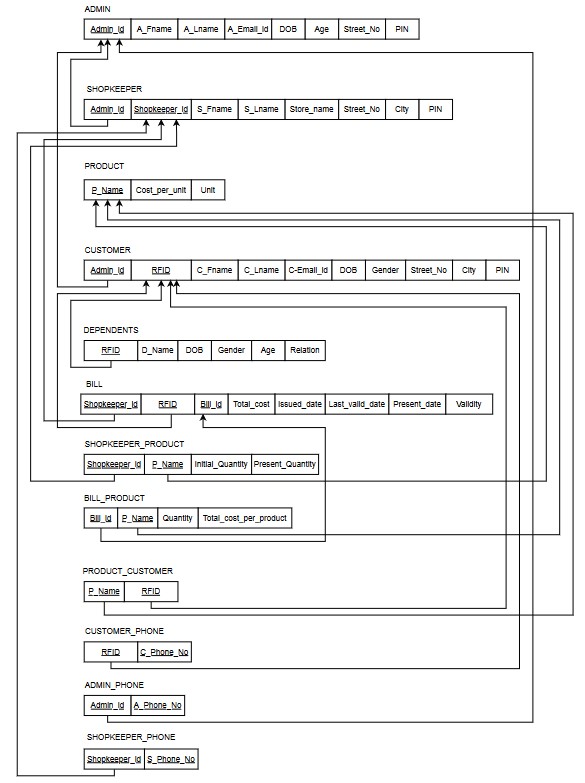 ADMIN
Admin_Id A_Fname A_Lname A_Email_Id DOB Age Street_No PIN
SHOPKEEPER
Admin_Id Shopkeeper_Id S_Fname S_Lname Store_name Street_No City PIN
PRODUCT
P_Name Cost_per_unit Unit
CUSTOMER
Admin_Id RFID C_Fname C_Lname C-Email_Id DOB Gender Street_No City PIN
DEPENDENTS
RFID D_Name DOB Gender Age Relation
BILL
Shopkeeper_Id RFID Bill_Id Total_cost Issued_date Last_valid_date Present_date Validity
SHOPKEEPER_PRODUCT
Shopkeeper_Id P_Name Initial_Quantity Present_Quantity
BILL_PRODUCT
Bill_Id P_Name Quantity Total_cost_per_product
PRODUCT_CUSTOMER
P_Name RFID
CUSTOMER_PHONE
RFID C_Phone_No
ADMIN_PHONE
Admin_Id A_Phone_No
SHOPKEEPER_PHONE
Shopkeeper_Id S_Phone_No